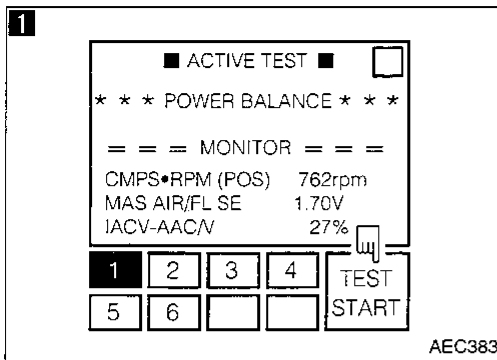 1
■ ACTIVE TEST ■
* * * POWER BALANCE * * *
= = = MONITOR = = =
CMPS•RPM (POS) 762rpm
MAS AIR/FL SE 1.70V
IACV-AAC/V 27%
1 2 3 4 TEST
5 6 START
AEC383